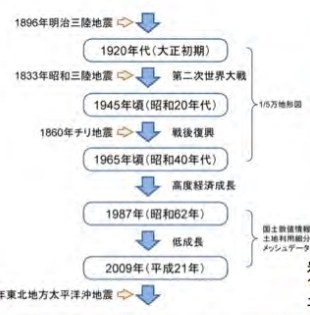 1896年明治三陸地震
1920年代(大正初期)
1833年昭和三陸地震 第二次世界大戦
1945年頃(昭和20年代)
1/5万地形図
1860年チリ地震 戦後復興
1965年頃(昭和40年代)
高度経済成長
1987年(昭和62年)
国土数値情報
土地利用細分
メッシュデータ
低成長
2009年(平成21年)
年東北地方太平洋沖地震